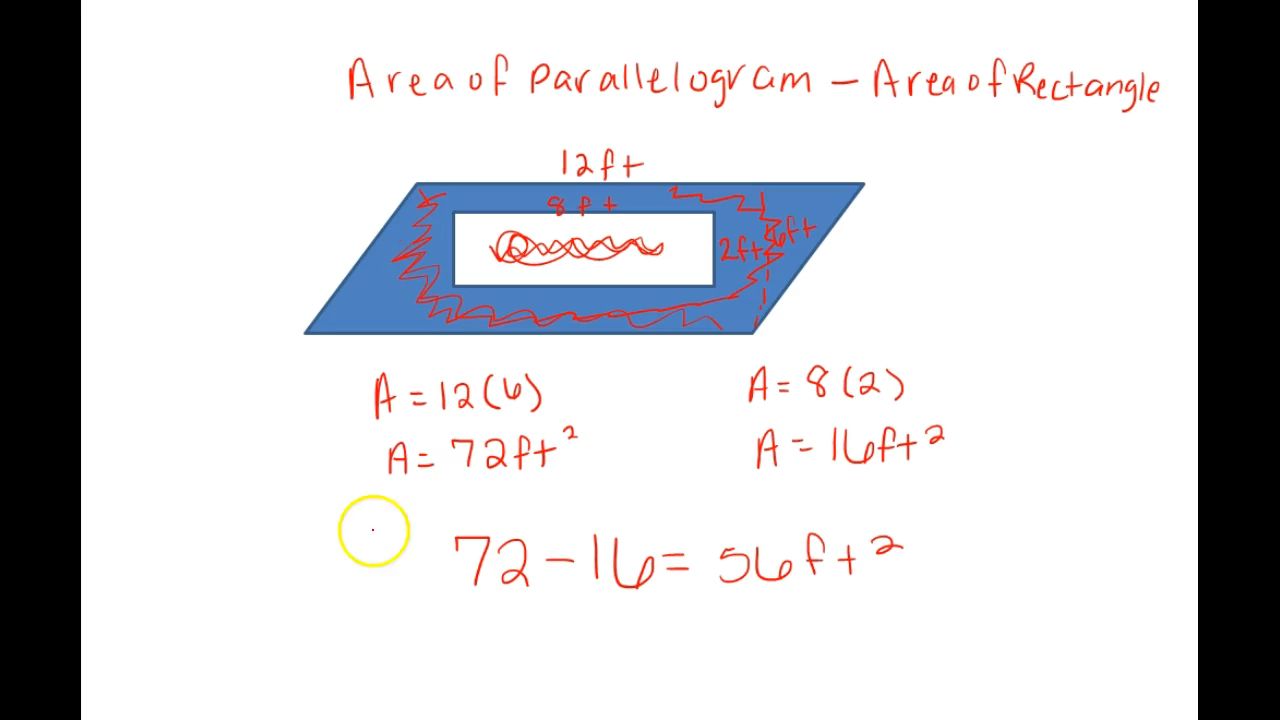 Area of parallelogram - Area of Rectangle
12ft
8ft
2ft 6ft
A = 12(6)
A = 8(2)
A = 72ft²
A = 16ft²
72-16= 56ft²